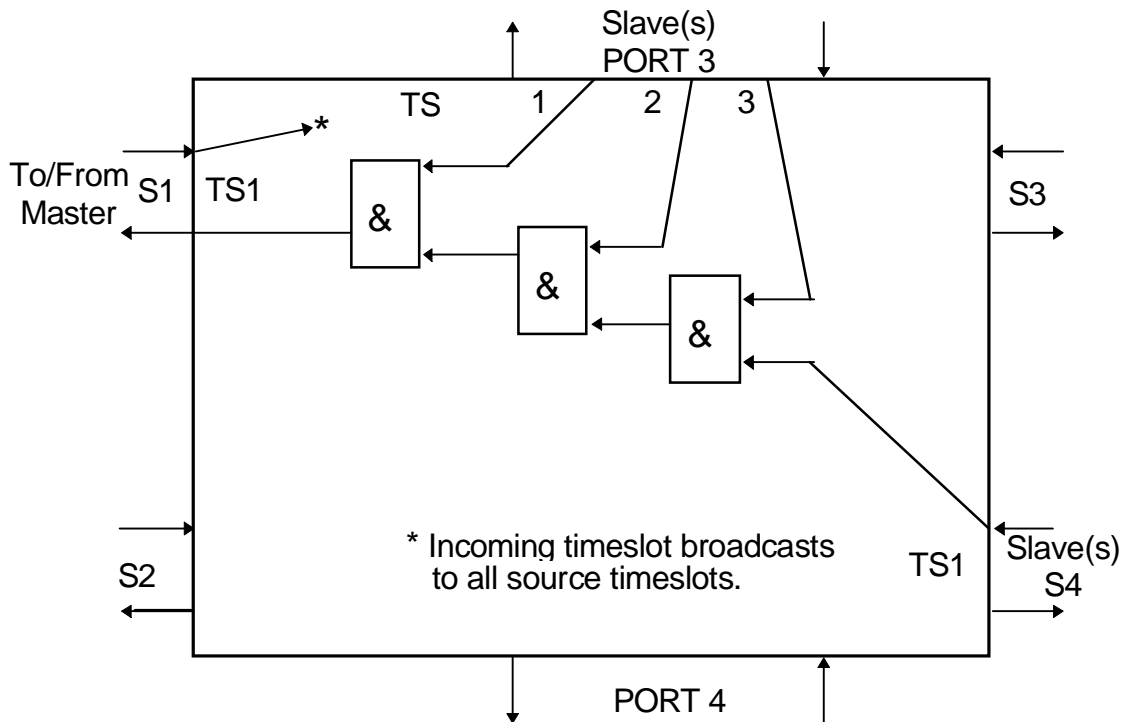 Slave(s)
PORT 3
TS 1 2 3
*
To/From
Master
S1
TS1
S3
&
&
&
* Incoming timeslot broadcasts
to all source timeslots.
S2
TS1
Slave(s)
S4
PORT 4